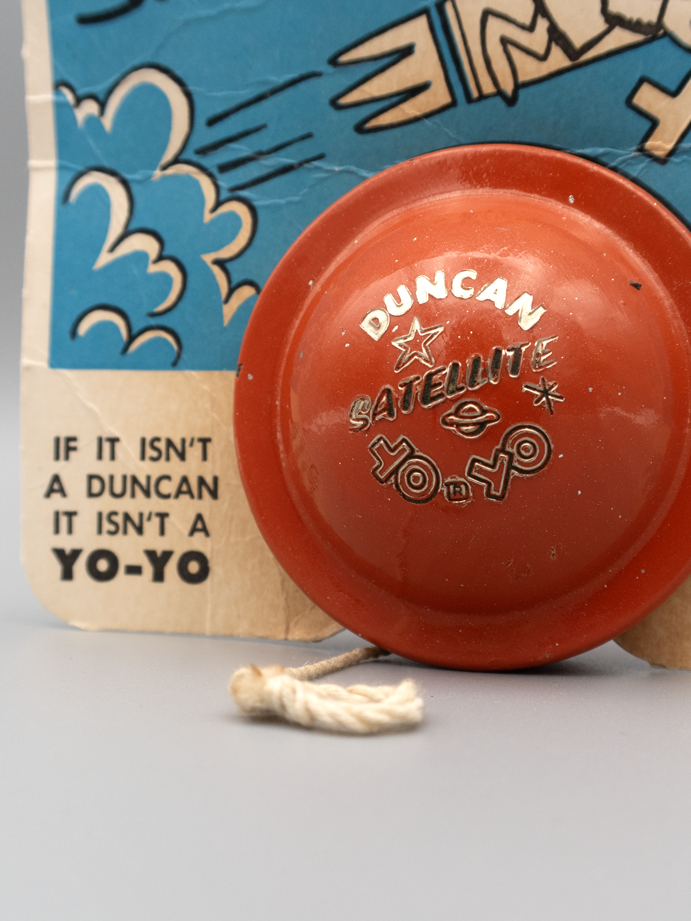 IF IT ISN'T
A DUNCAN
IT ISN'T A
YO-YO
DUNCAN
SATELLITE
YO-YO